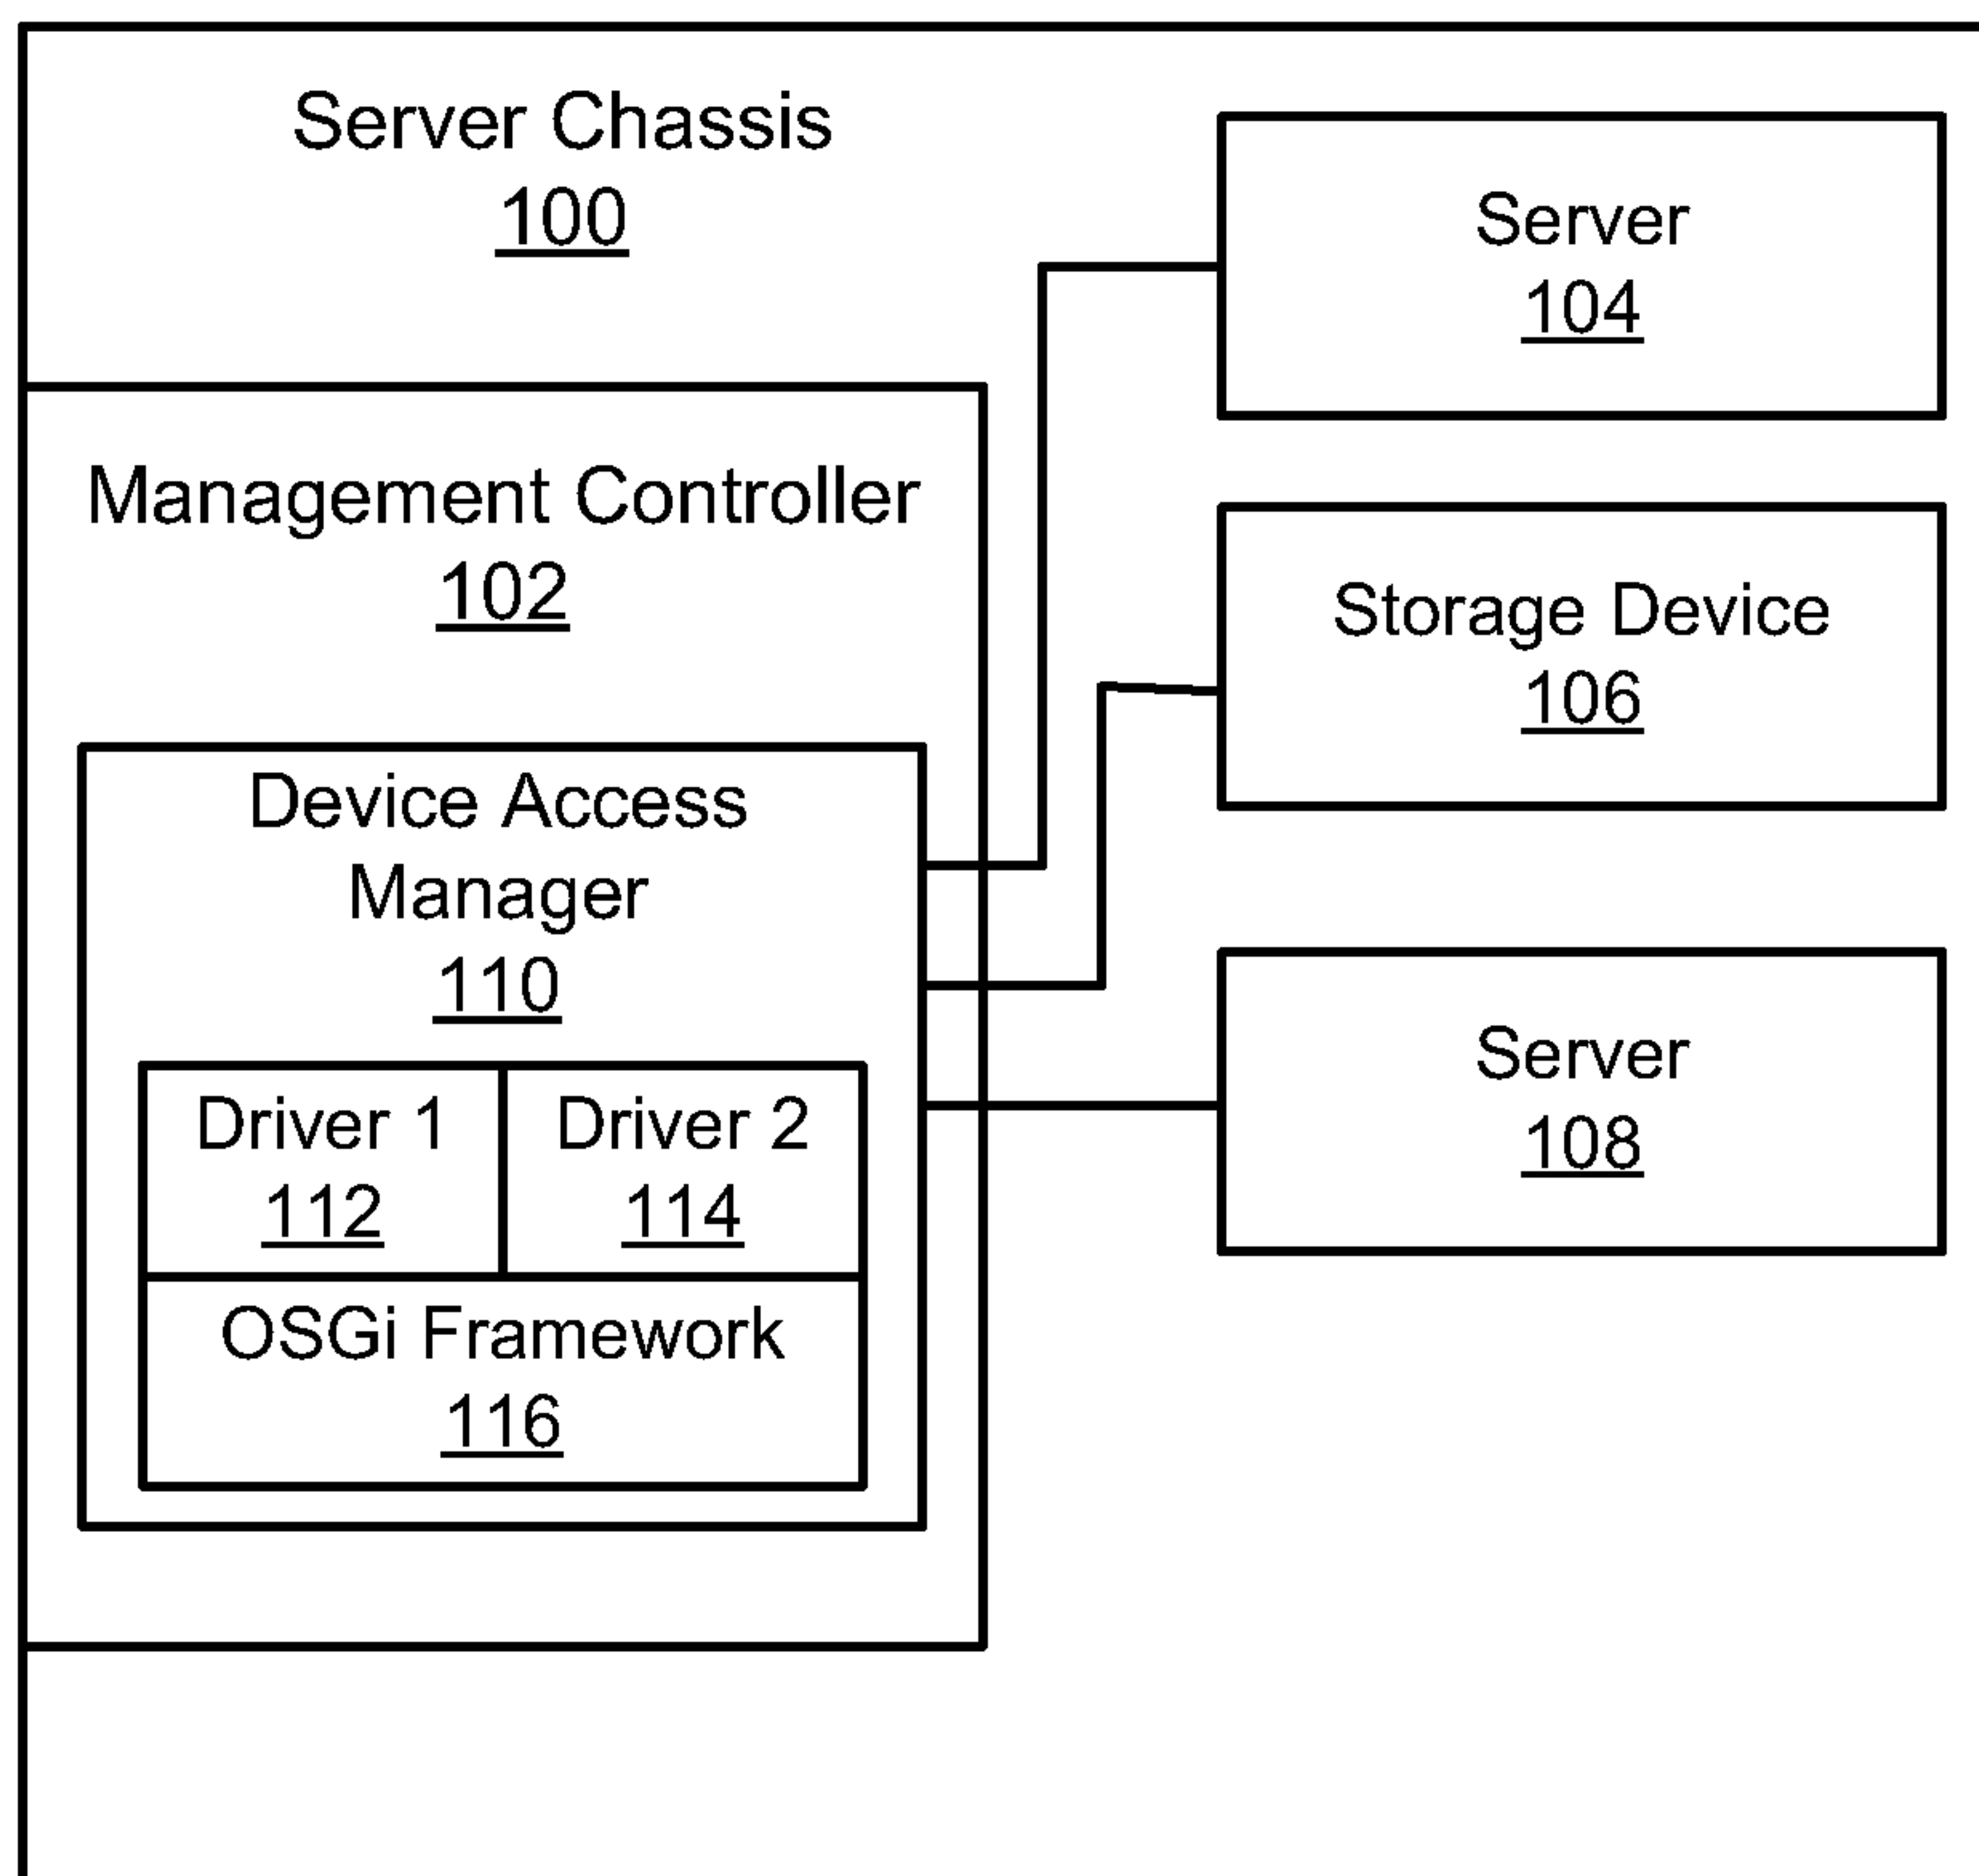 Server Chassis
100
Management Controller
102
Device Access
Manager
110
Driver 1
112
Driver 2
114
OSGi Framework
116
Server
104
Storage Device
106
Server
108